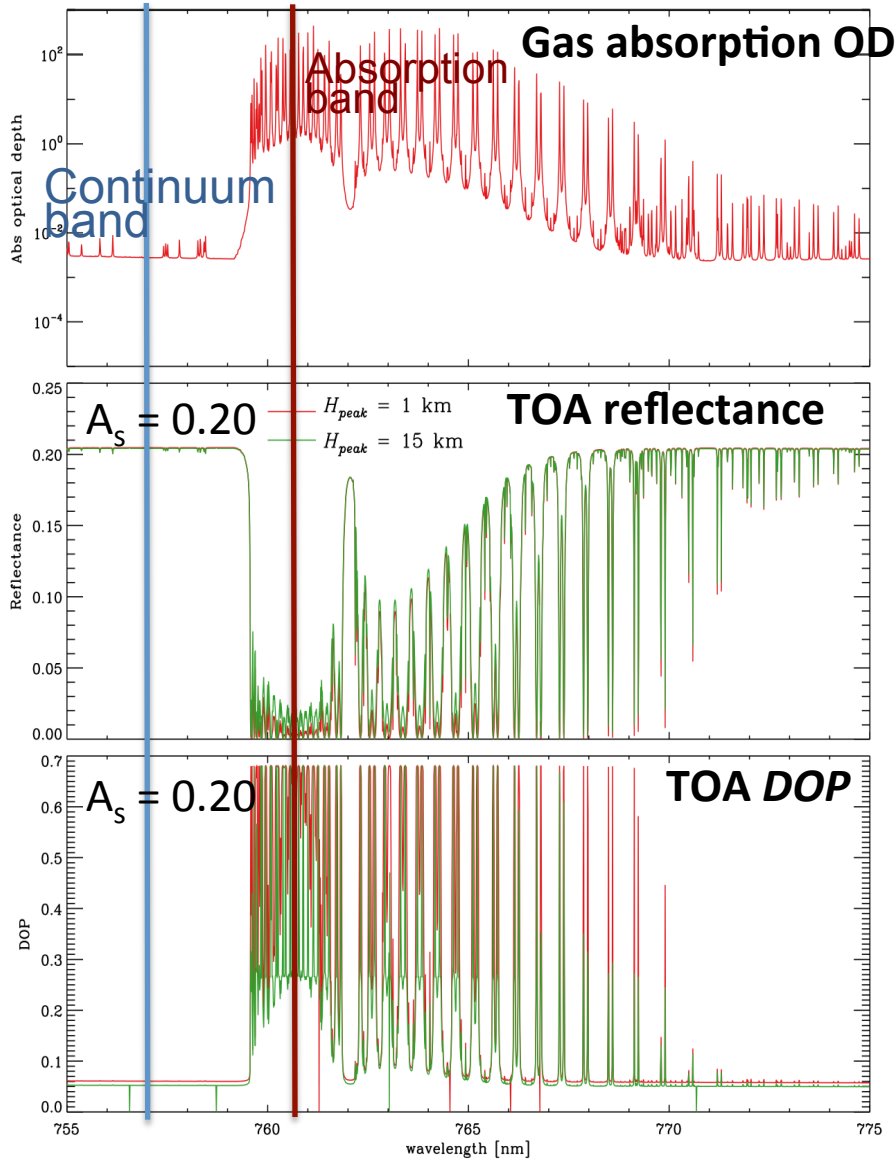 Gas absorption OD
Absorption
band
Continuum
band
Abs optical depth
10²
10⁰
10⁻²
10⁻⁴
A_s = 0.20
H_peak = 1 km
H_peak = 15 km
TOA reflectance
Reflectance
0.25
0.20
0.15
0.10
0.05
0.00
A_s = 0.20
TOA DOP
DOP
0.7
0.6
0.5
0.4
0.3
0.2
0.1
0.0
755 760 765 770 775
wavelength [nm]